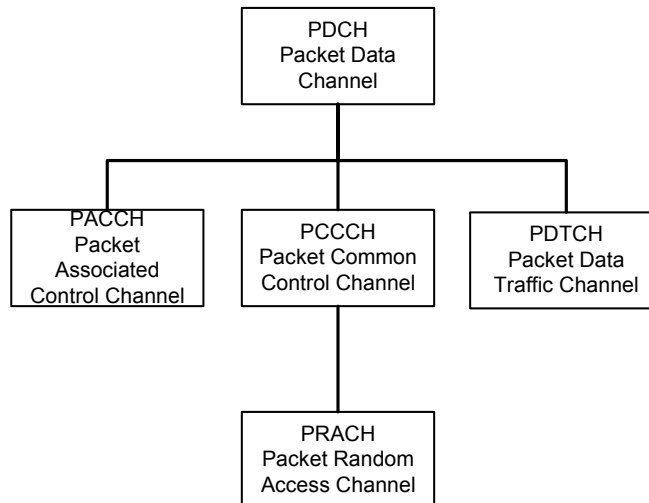 PDCH
Packet Data
Channel
PACCH
Packet
Associated
Control Channel
PCCCH
Packet Common
Control Channel
PDTCH
Packet Data
Traffic Channel
PRACH
Packet Random
Access Channel